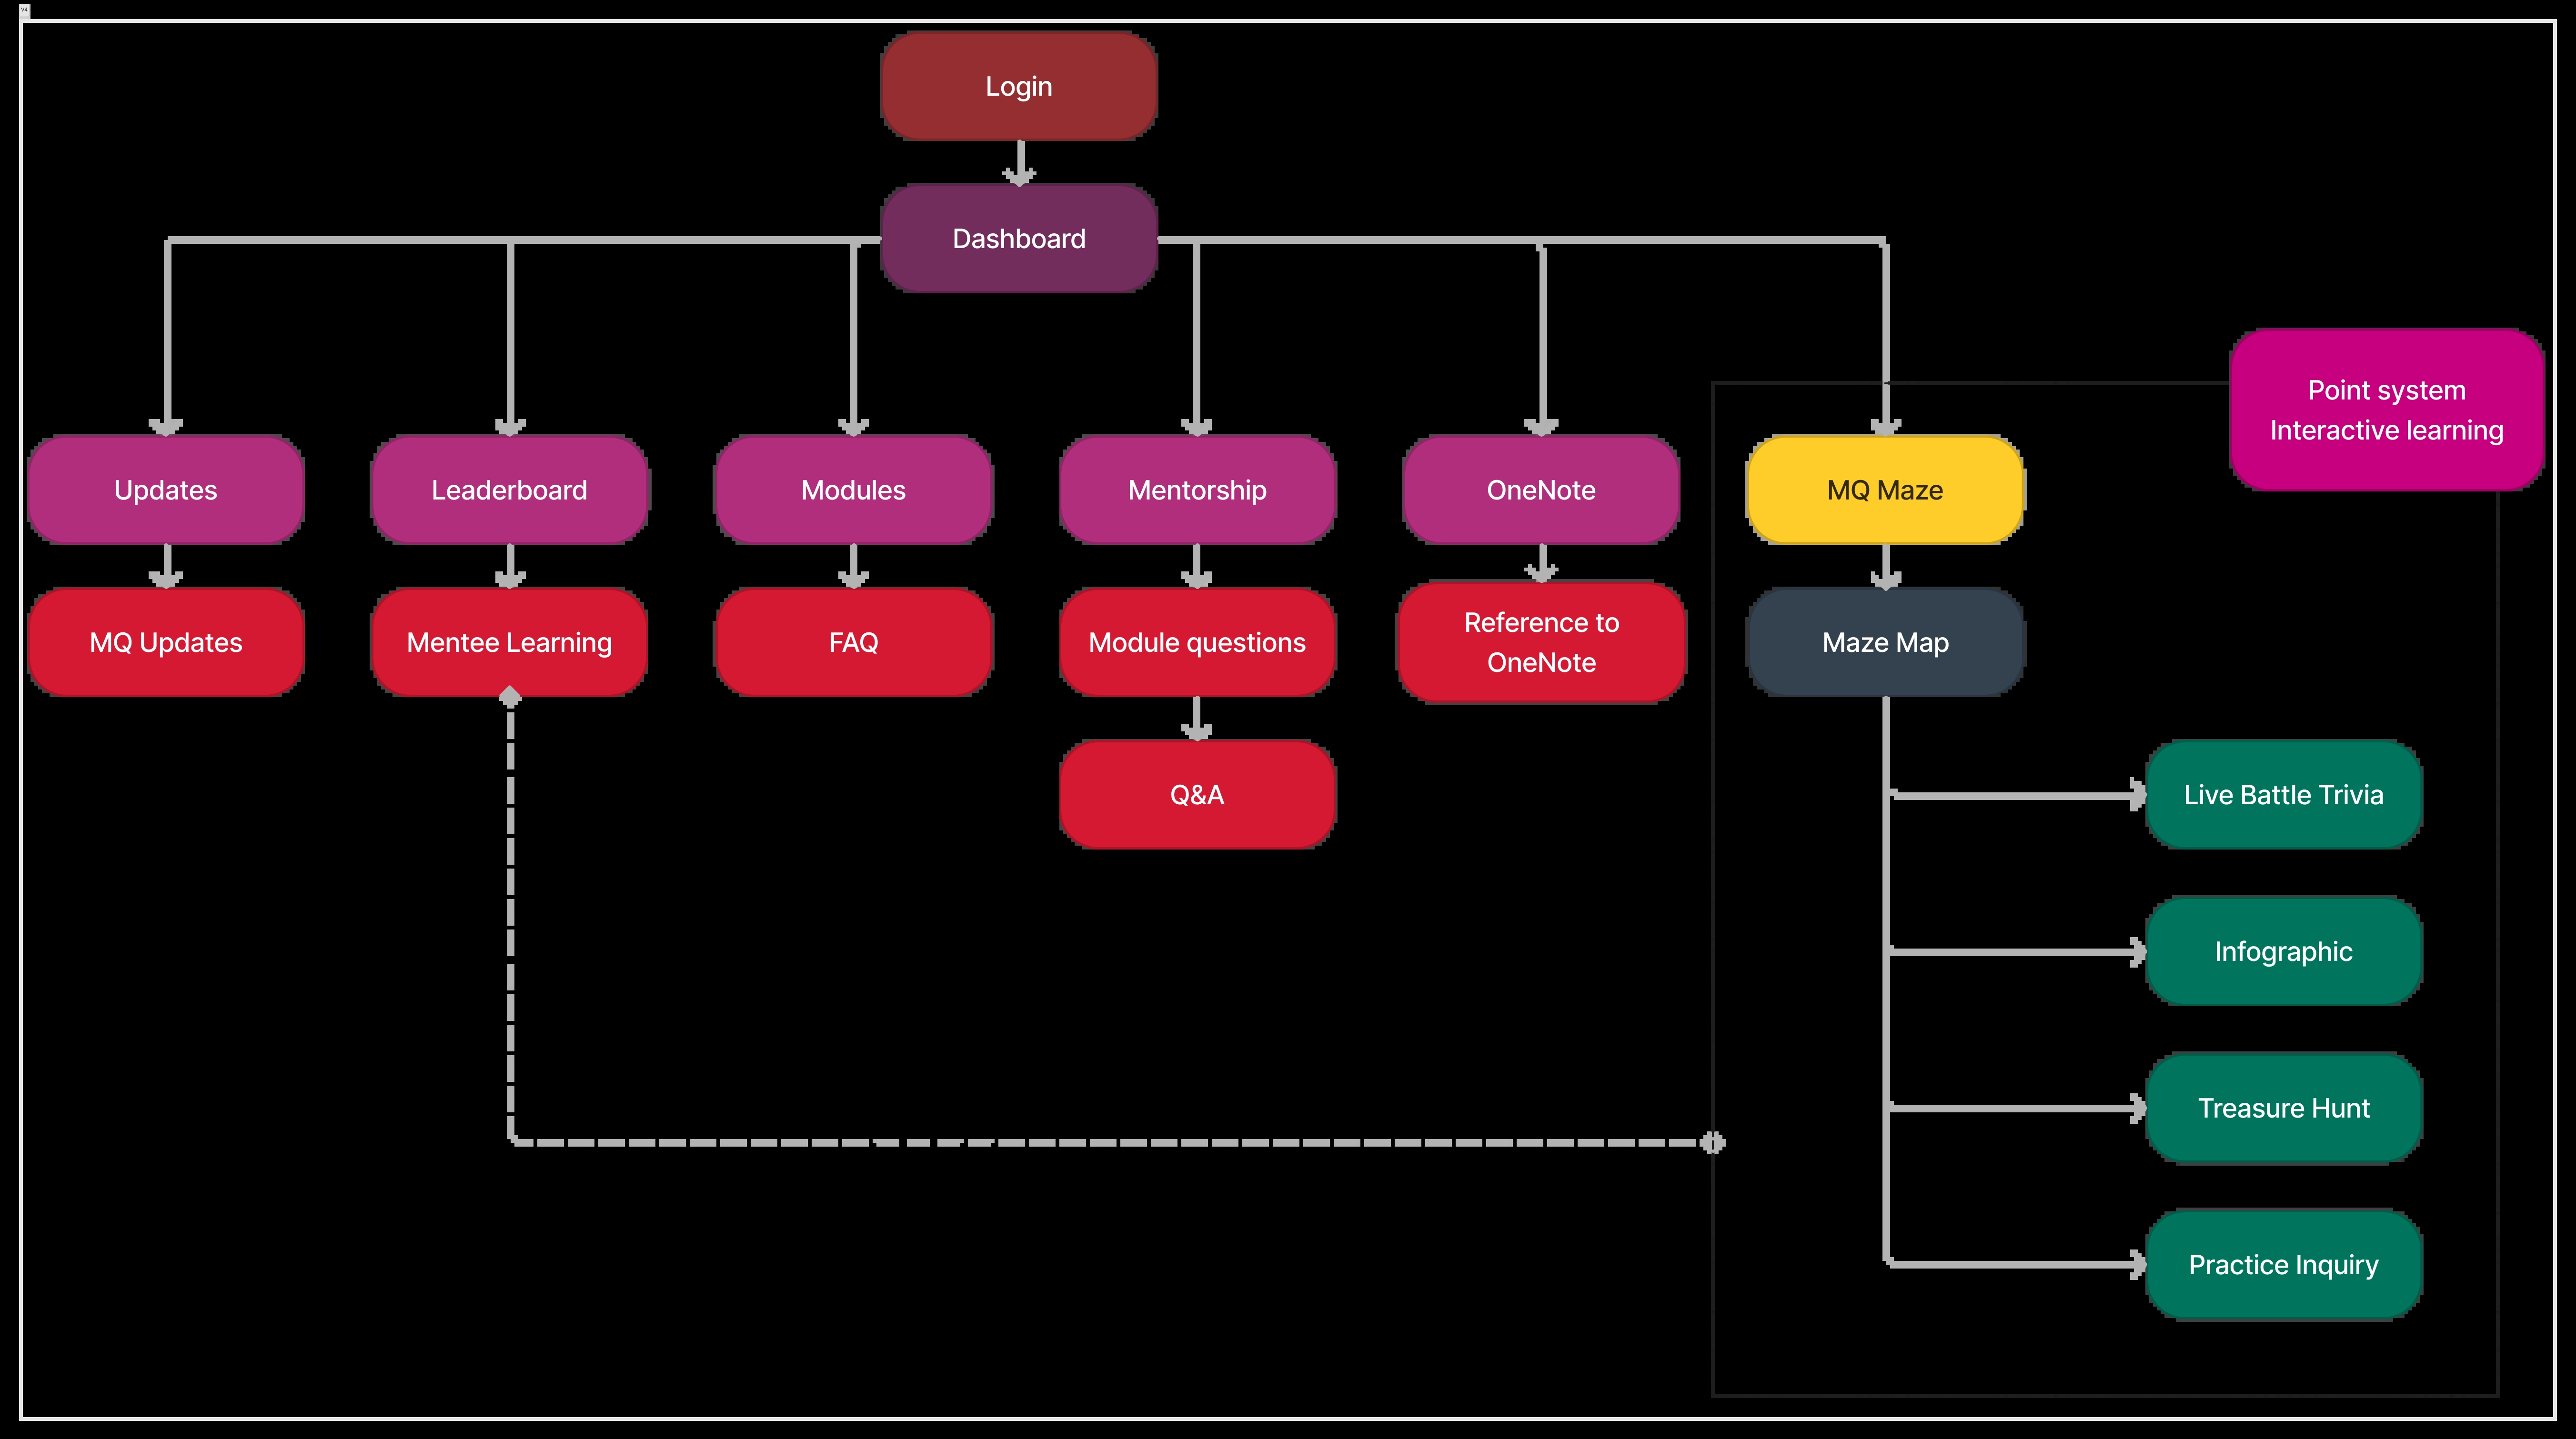 V4
Login
Dashboard
Point system
Interactive learning
Updates
Leaderboard
Modules
Mentorship
OneNote
MQ Maze
MQ Updates
Mentee Learning
FAQ
Module questions
Reference to
OneNote
Maze Map
Q&A
Live Battle Trivia
Infographic
Treasure Hunt
Practice Inquiry